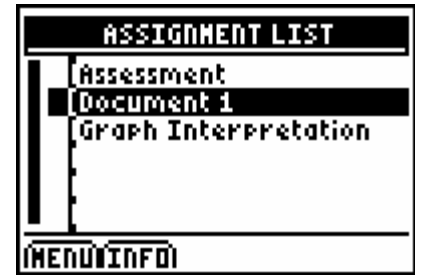 ASSIGNMENT LIST
Assessment
Document 1
Graph Interpretation
MENU INFO